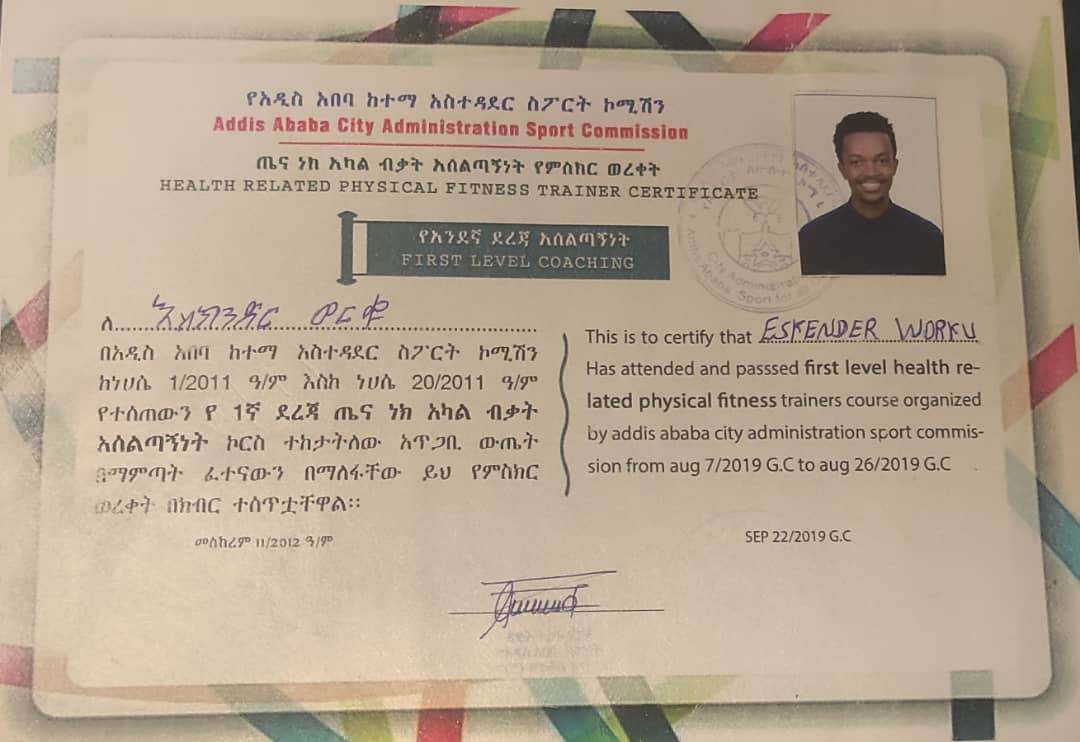 የአዲስ አበባ ከተማ አስተዳደር ስፖርት ኮሚሽን
Addis Ababa City Administration Sport Commission
ጤና ነክ አካል ብቃት አሰልጣኝነት የምስክር ወረቀት
HEALTH RELATED PHYSICAL FITNESS TRAINER CERTIFICATE
የአንደኛ ደረጃ አሰልጣኝነት
FIRST LEVEL COACHING
ለ እስክንዳር ወርቁ
በአዲስ አበባ ከተማ አስተዳደር ስፖርት ኮሚሽን
ከነሀሴ 1/2011 ዓ/ም እስከ ነሀሴ 20/2011 ዓ/ም
የተሰጠውን የ 1ኛ ደረጃ ጤና ነክ አካል ብቃት
አሰልጣኝነት ኮርስ ተከታትለው አጥጋቢ ውጤት
በማምጣት ፈተናውን በማለፋቸው ይህ የምስክር
ወረቀት በክብር ተሰጥቷቸዋል።
መስከረም 11/2012 ዓ/ም
This is to certify that ESKENDER WORKU
Has attended and passsed first level health re-
lated physical fitness trainers course organized
by addis ababa city administration sport commis-
sion from aug 7/2019 G.C to aug 26/2019 G.C
SEP 22/2019 G.C